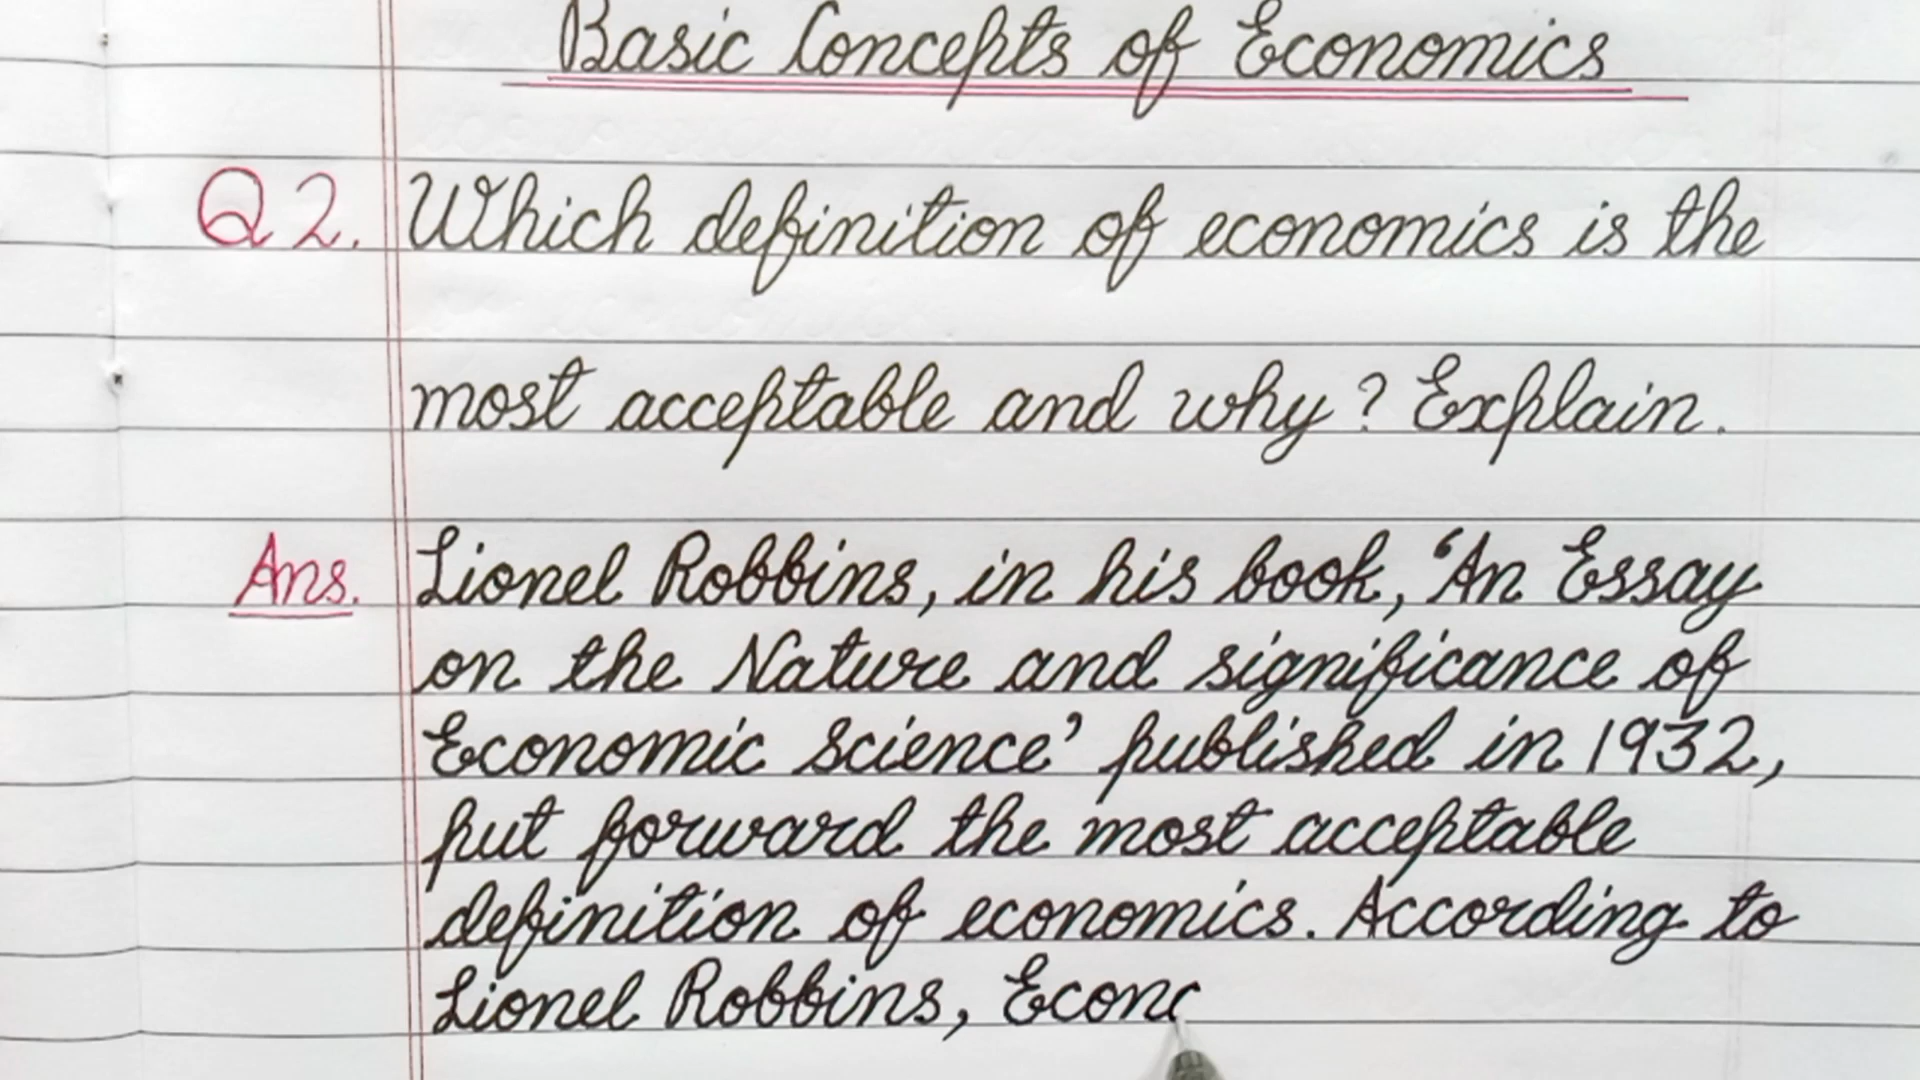 Basic Concepts of Economics
Q2. Which definition of economics is the
most acceptable and why? Explain.
Ans. Lionel Robbins, in his book, ‘An Essay
on the Nature and significance of
Economic Science’ published in 1932,
put forward the most acceptable
definition of economics. According to
Lionel Robbins, Econo